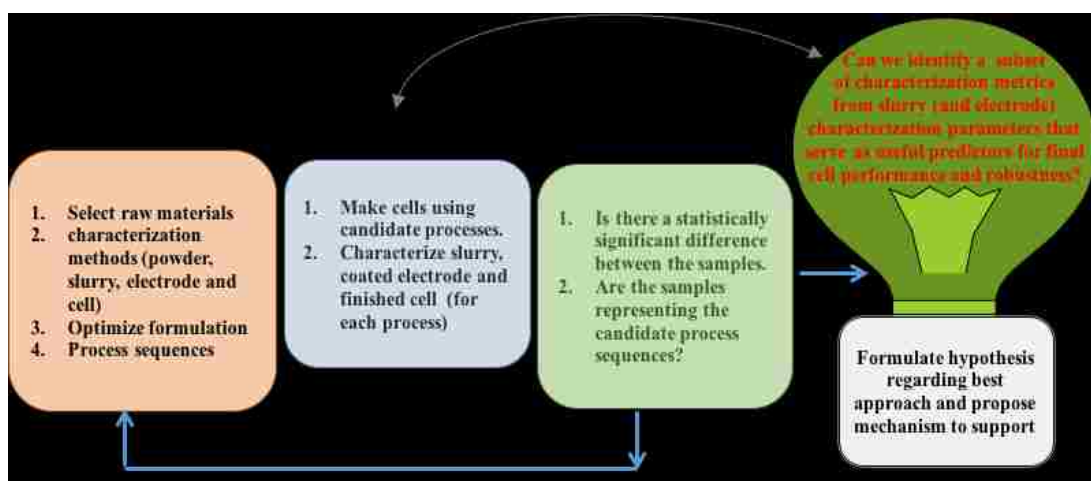 1. Select raw materials
2. characterization
methods (powder,
slurry, electrode and
cell)
3. Optimize formulation
4. Process sequences
1. Make cells using
candidate processes.
2. Characterize slurry,
coated electrode and
finished cell (for
each process)
1. Is there a statistically
significant difference
between the samples.
2. Are the samples
representing the
candidate process
sequences?
Can we identify a subset
of characterization metrics
from slurry (and electrode)
characterization parameters that
serve as useful predictors for final
cell performance and robustness?
Formulate hypothesis
regarding best
approach and propose
mechanism to support